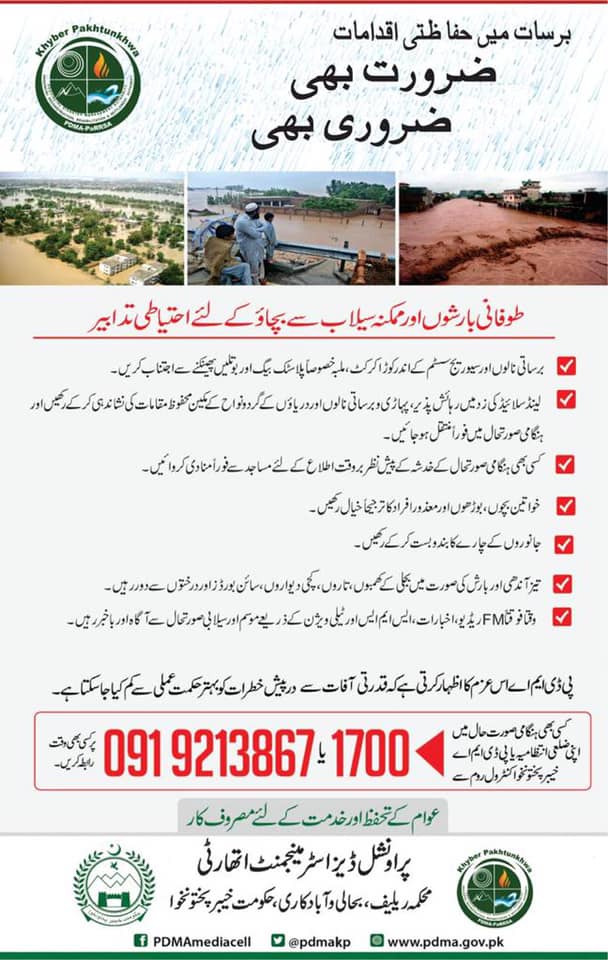 برسات میں حفاظتی اقدامات
ضرورت بھی
ضروری بھی
Khyber Pakhtunkhwa
PDMA-PaRRSA
طوفانی بارشوں اور ممکنہ سیلاب سے بچاؤ کے لئے احتیاطی تدابیر
برساتی نالوں اور سیوریج سسٹم کے اندر کوڑا کرکٹ، ملبہ خصوصاً پلاسٹک بیگ اور بوتلیں پھینکنے سے اجتناب کریں۔
لینڈ سلائیڈ کی زد میں رہائش پذیر، پہاڑی و برساتی نالوں اور دریاؤں کے گردونواح کے مکین محفوظ مقامات کی نشاندہی کر کے رکھیں اور
ہنگامی صورتحال میں فوراً منتقل ہو جائیں۔
کسی بھی ہنگامی صورتحال کے خدشہ کے پیش نظر بروقت اطلاع کے لئے مساجد سے فوراً منادی کروائیں۔
خواتین بچوں، بوڑھوں اور معذور افراد کا ترجیحاً خیال رکھیں۔
جانوروں کے چارے کا بندوبست کر کے رکھیں۔
تیز آندھی اور بارش کی صورت میں بجلی کے کھمبوں، تاروں، کچی دیواروں، سائن بورڈز اور درختوں سے دور رہیں۔
وقتاً فوقتاً FM ریڈیو، اخبارات، ایس ایم ایس اور ٹیلی ویژن کے ذریعے موسم اور سیلابی صورتحال سے آگاہ اور باخبر رہیں۔
پی ڈی ایم اے اس عزم کا اظہار کرتی ہے کہ قدرتی آفات سے درپیش خطرات کو بہتر حکمت عملی سے کم کیا جا سکتا ہے۔
کسی بھی ہنگامی صورت حال میں
اپنی ضلعی انتظامیہ یا پی ڈی ایم اے
خیبر پختونخوا کنٹرول روم سے
1700 یا 091 9213867
پر کسی بھی وقت
رابطہ کریں۔
عوام کے تحفظ اور خدمت کے لئے مصروف کار
پراونشل ڈیزاسٹر مینجمنٹ اتھارٹی
محکمہ ریلیف، بحالی و آبادکاری، حکومت خیبر پختونخوا
Khyber Pakhtunkhwa
PDMA-PaRRSA
PDMAmediacell @pdmakp www.pdma.gov.pk